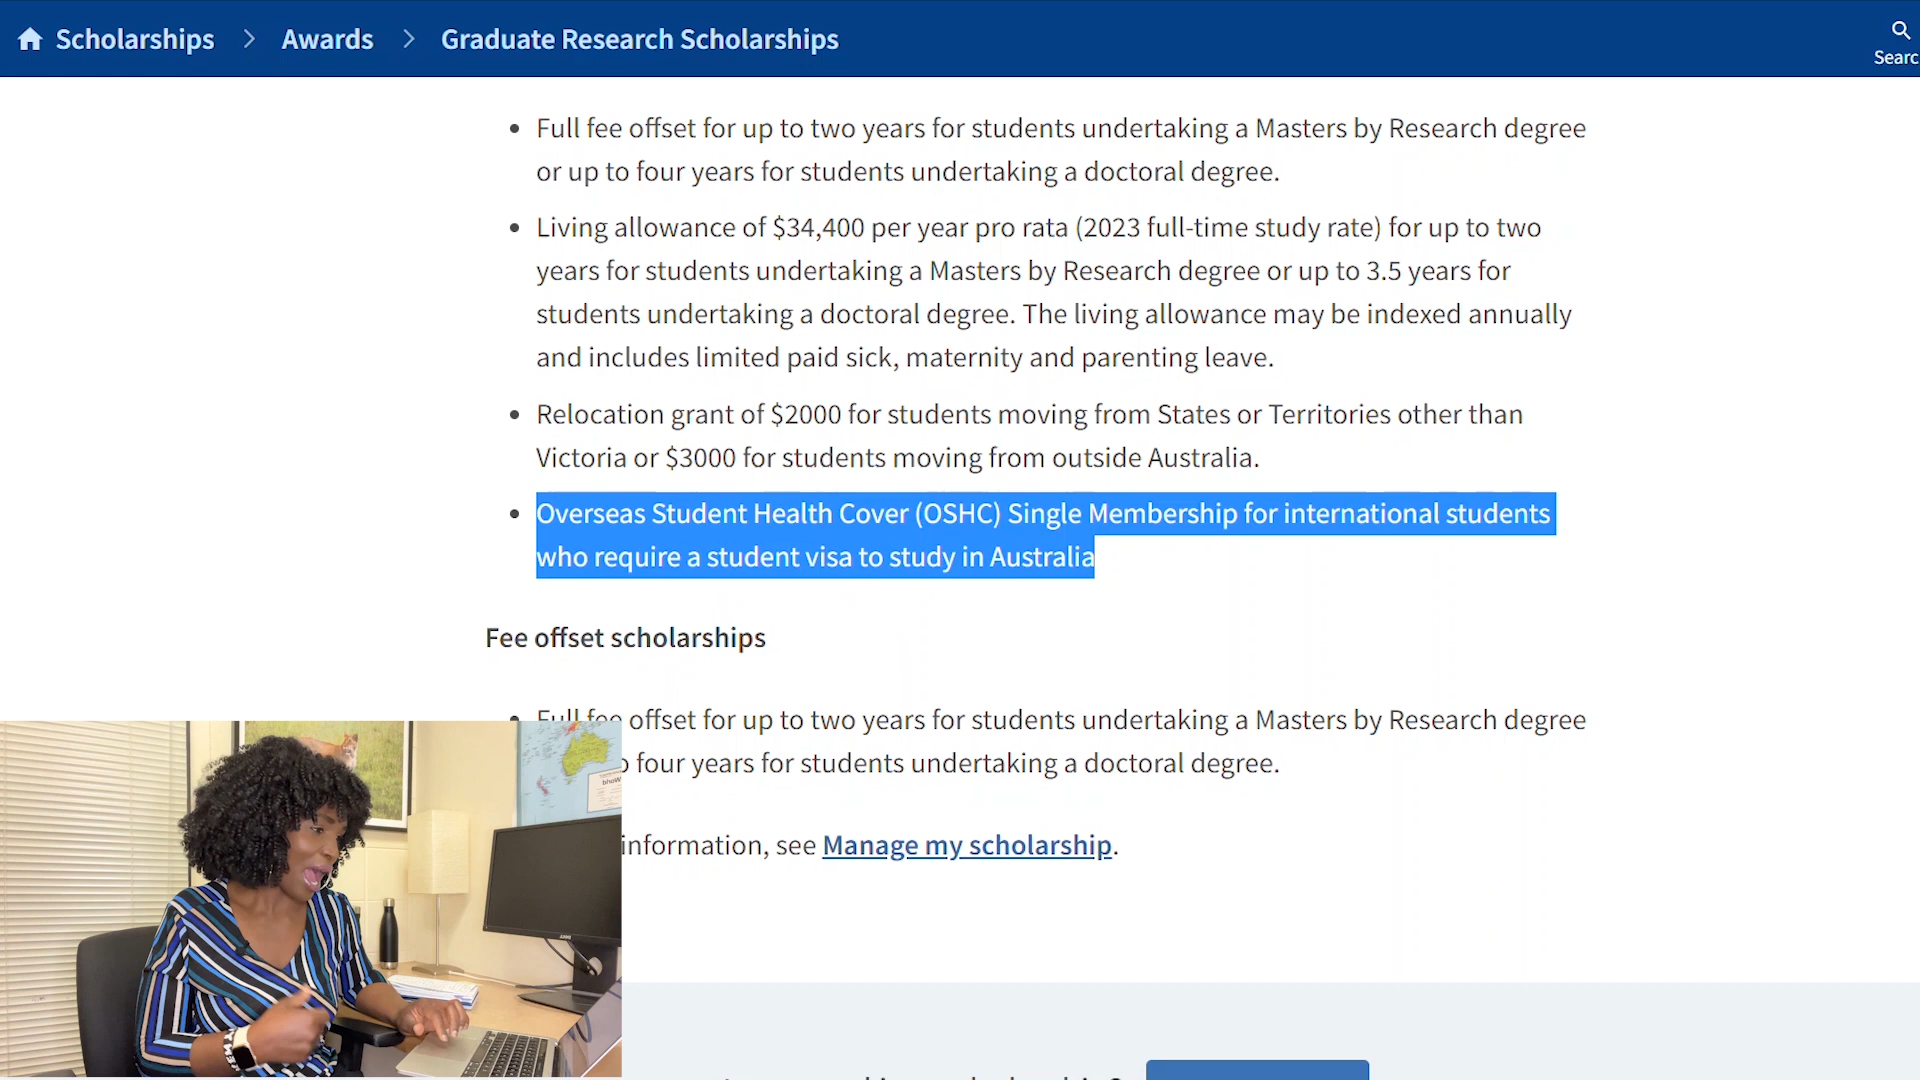 Scholarships > Awards > Graduate Research Scholarships
Searc
• Full fee offset for up to two years for students undertaking a Masters by Research degree
or up to four years for students undertaking a doctoral degree.
• Living allowance of $34,400 per year pro rata (2023 full-time study rate) for up to two
years for students undertaking a Masters by Research degree or up to 3.5 years for
students undertaking a doctoral degree. The living allowance may be indexed annually
and includes limited paid sick, maternity and parenting leave.
• Relocation grant of $2000 for students moving from States or Territories other than
Victoria or $3000 for students moving from outside Australia.
• Overseas Student Health Cover (OSHC) Single Membership for international students
who require a student visa to study in Australia
Fee offset scholarships
• Full fee offset for up to two years for students undertaking a Masters by Research degree
four years for students undertaking a doctoral degree.
information, see Manage my scholarship.